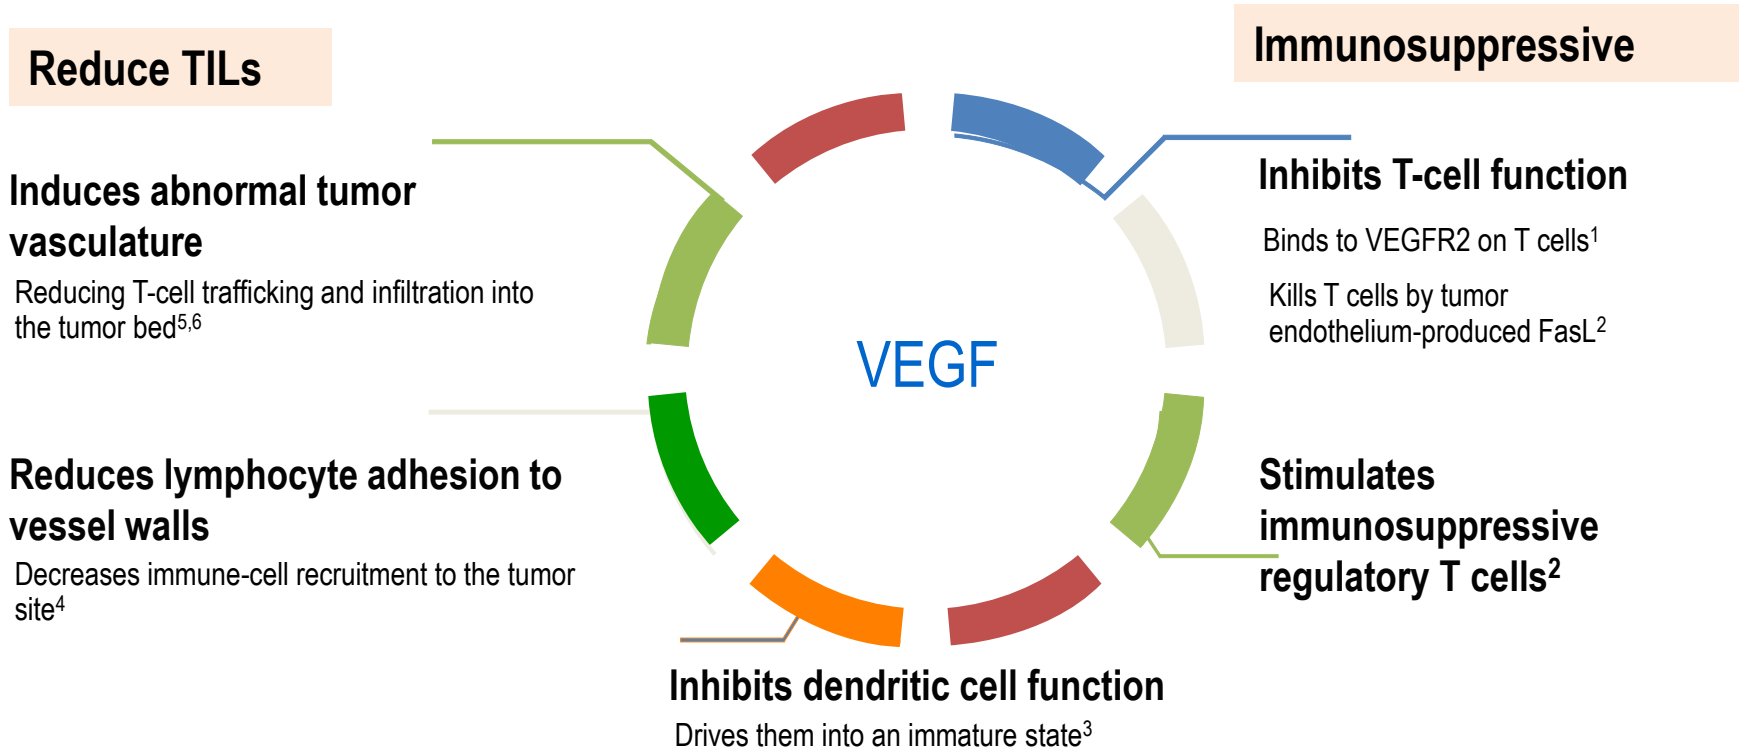 Reduce TILs
Immunosuppressive
Induces abnormal tumor
vasculature
Reducing T-cell trafficking and infiltration into
the tumor bed5,6
Inhibits T-cell function
Binds to VEGFR2 on T cells1
Kills T cells by tumor
endothelium-produced FasL2
VEGF
Reduces lymphocyte adhesion to
vessel walls
Decreases immune-cell recruitment to the tumor
site4
Stimulates
immunosuppressive
regulatory T cells2
Inhibits dendritic cell function
Drives them into an immature state3